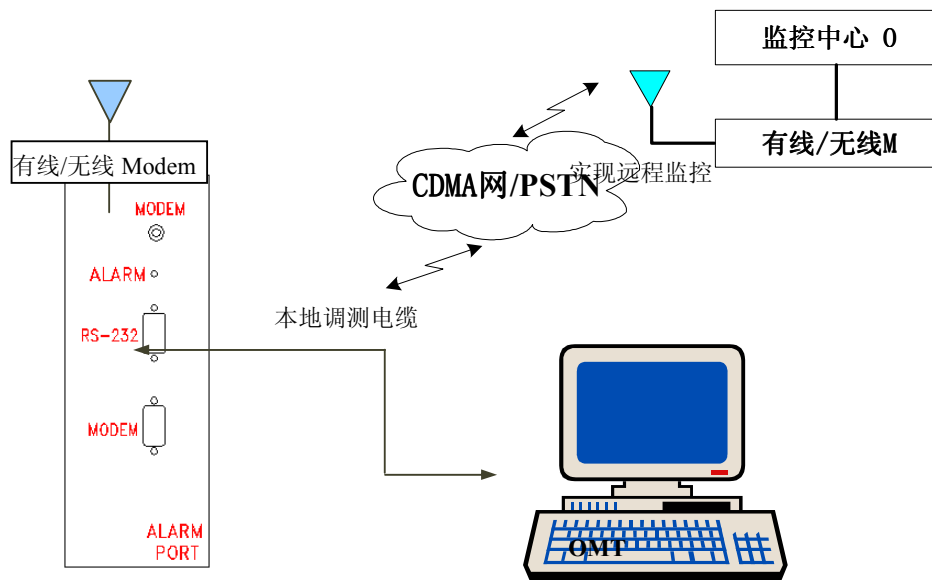 监控中心 O
有线/无线M
有线/无线 Modem
实现远程监控
CDMA网/PSTN
MODEM
ALARM
RS-232
本地调测电缆
MODEM
ALARM
PORT
OMT